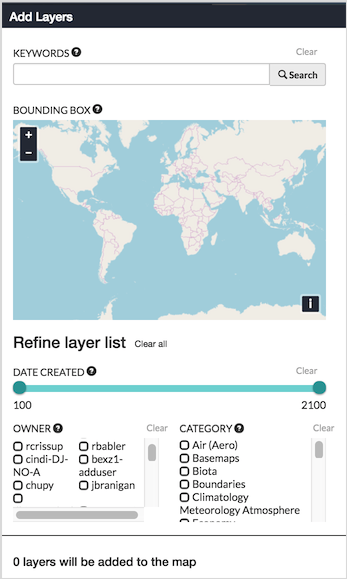 Add Layers
KEYWORDS ? Clear
Search
BOUNDING BOX ?
+
−
i
Refine layer list Clear all
DATE CREATED ? Clear
100 2100
OWNER ? Clear
rcrissup rbabler
cindi-DJ- bexz1-
NO-A adduser
chupy jbranigan
CATEGORY ? Clear
Air (Aero)
Basemaps
Biota
Boundaries
Climatology
Meteorology Atmosphere
Economy
0 layers will be added to the map